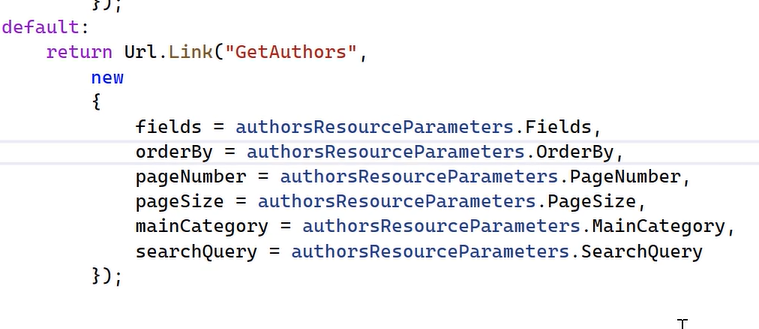 });
default:
return Url.Link("GetAuthors",
new
{
fields = authorsResourceParameters.Fields,
orderBy = authorsResourceParameters.OrderBy,
pageNumber = authorsResourceParameters.PageNumber,
pageSize = authorsResourceParameters.PageSize,
mainCategory = authorsResourceParameters.MainCategory,
searchQuery = authorsResourceParameters.SearchQuery
});